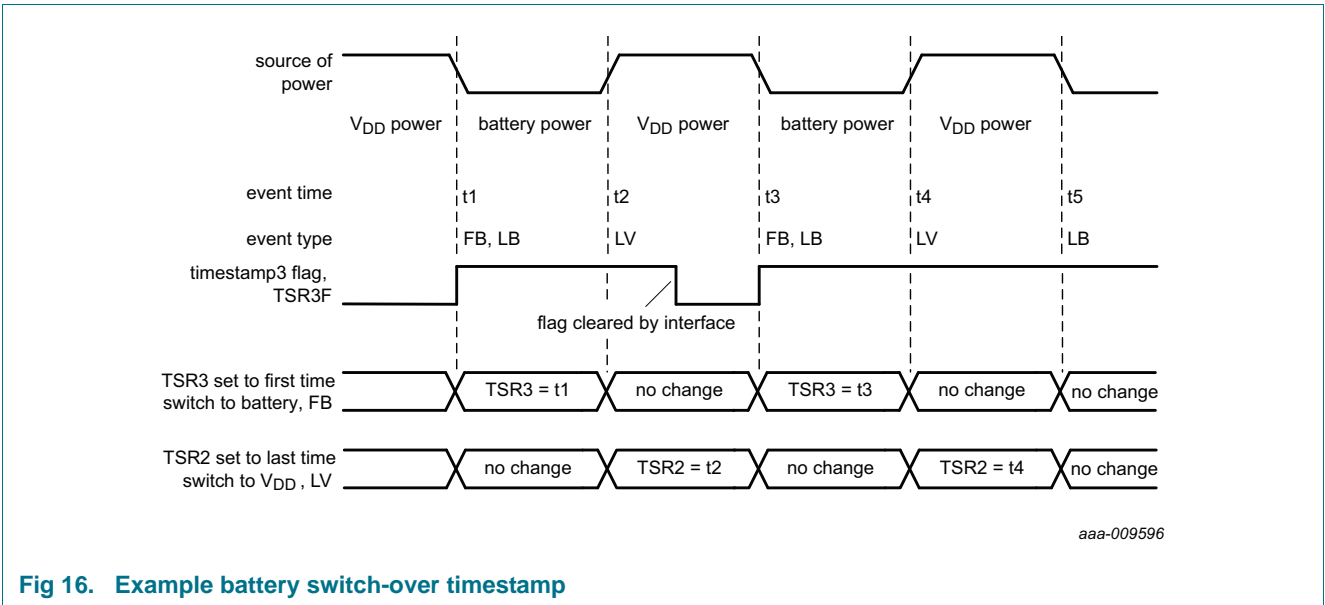 source of
power
V_DD power
battery power
V_DD power
battery power
V_DD power
event time
t1
t2
t3
t4
t5
event type
FB, LB
LV
FB, LB
LV
LB
timestamp3 flag,
TSR3F
flag cleared by interface
TSR3 set to first time
switch to battery, FB
TSR3 = t1
no change
TSR3 = t3
no change
no change
TSR2 set to last time
switch to V_DD , LV
no change
TSR2 = t2
no change
TSR2 = t4
no change
aaa-009596
Fig 16. Example battery switch-over timestamp